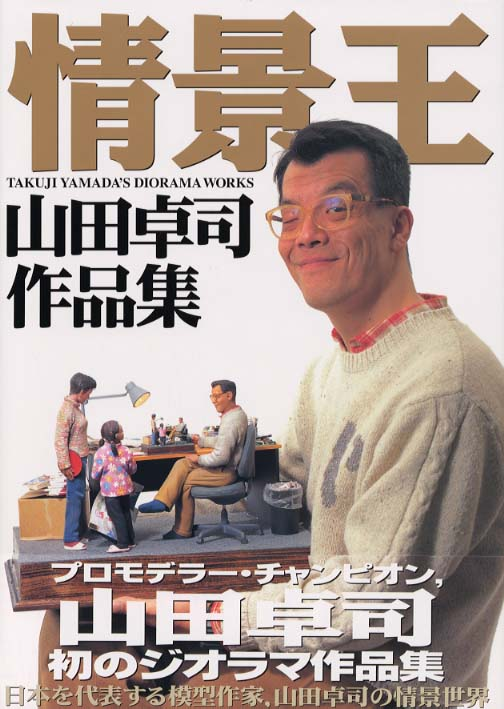 情景王
TAKUJI YAMADA'S DIORAMA WORKS
山田卓司
作品集
プロモデラー・チャンピオン,
山田卓司
初のジオラマ作品集
日本を代表する模型作家,山田卓司の情景世界